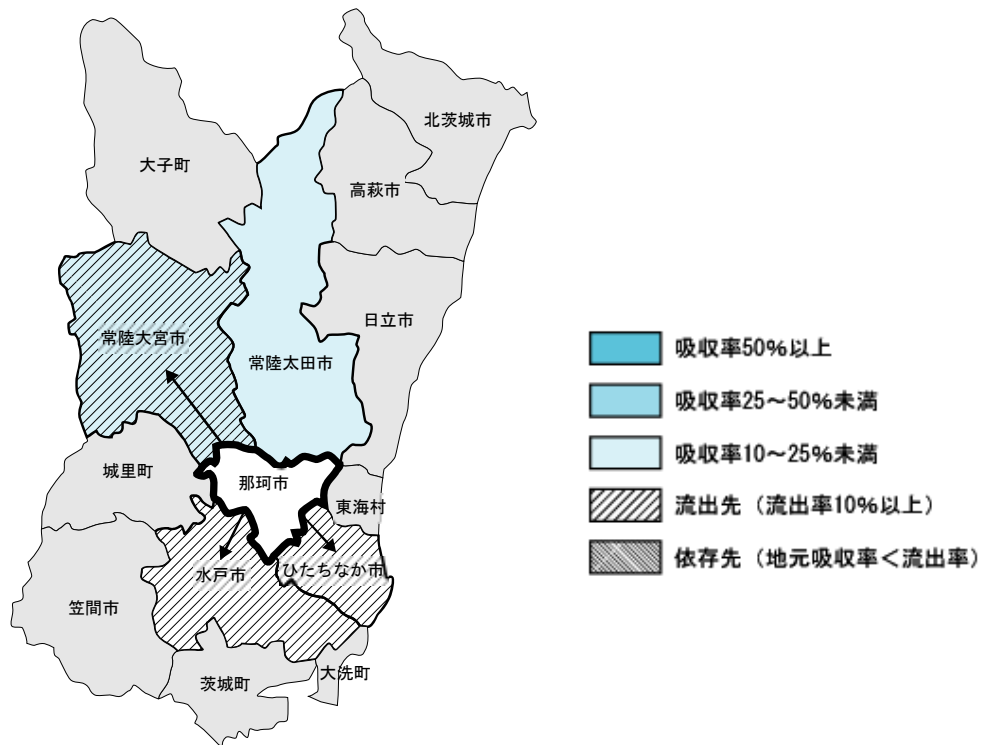 北茨城市
大子町
高萩市
日立市
常陸大宮市
常陸太田市
城里町
那珂市
東海村
水戸市
ひたちなか市
笠間市
大洗町
茨城町
吸収率50%以上
吸収率25～50%未満
吸収率10～25%未満
流出先（流出率10%以上）
依存先（地元吸収率＜流出率）